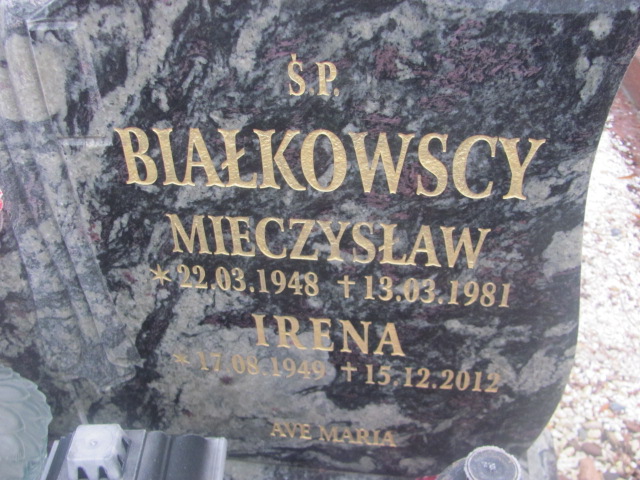 Ś.P.
BIAŁKOWSCY
MIECZYSŁAW
*22.03.1948 †13.03.1981
IRENA
*17.08.1949 †15.12.2012
AVE MARIA